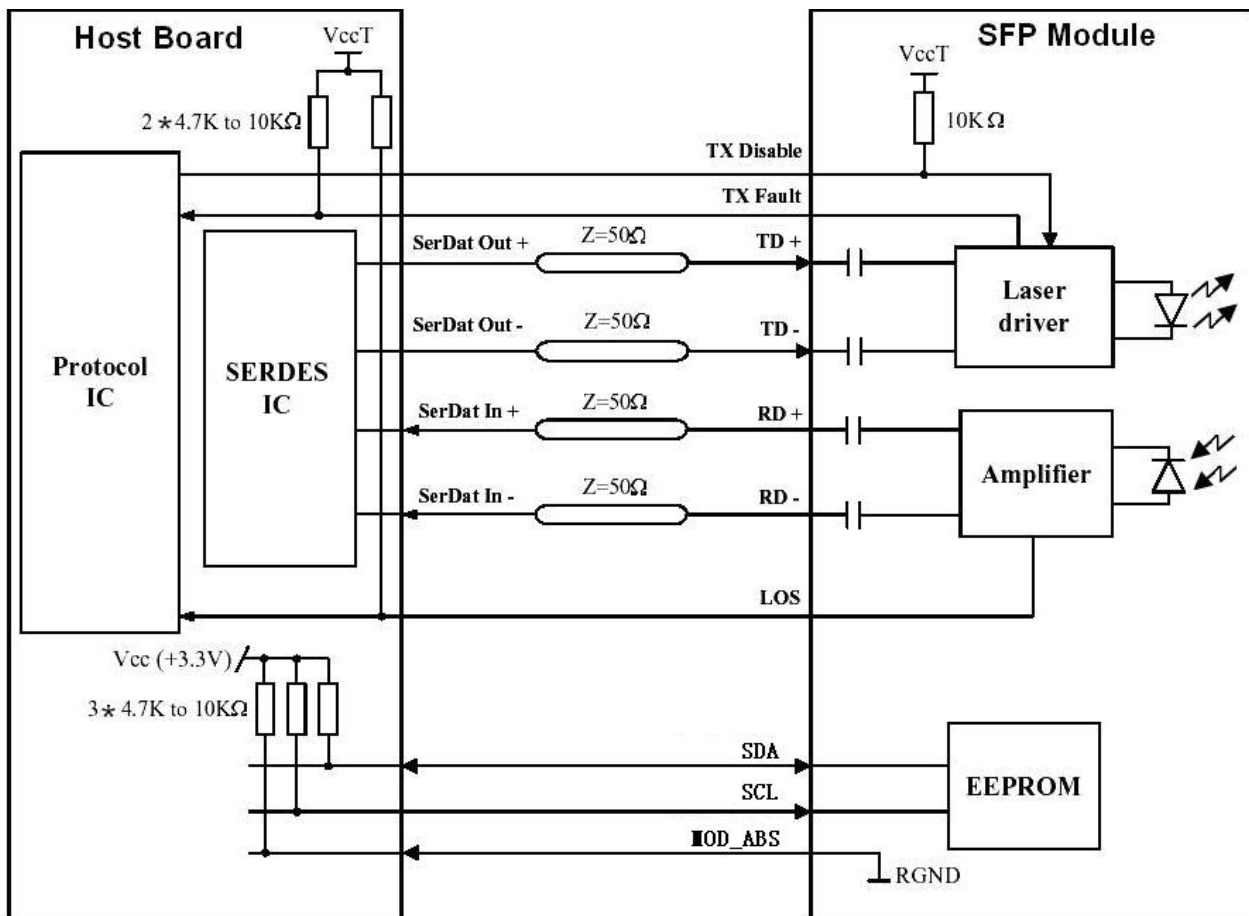 Host Board
SFP Module
VccT
VccT
2*4.7K to 10KΩ
10KΩ
TX Disable
TX Fault
SerDat Out +
Z=50Ω
TD +
Laser
driver
SerDat Out -
Z=50Ω
TD -
Protocol
IC
SERDES
IC
SerDat In +
Z=50Ω
RD +
Amplifier
SerDat In -
Z=50Ω
RD -
LOS
Vcc (+3.3V)
3*4.7K to 10KΩ
SDA
SCL
EEPROM
MOD_ABS
RGND